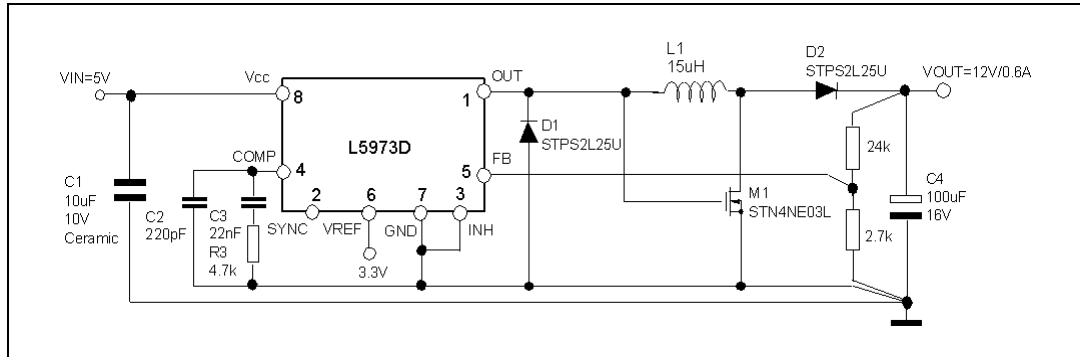 VIN=5V
Vcc
8
OUT
1
L1
15uH
D2
STPS2L25U
VOUT=12V/0.6A
L5973D
D1
STPS2L25U
COMP
4
FB
5
24k
C1
10uF
10V
Ceramic
C2
220pF
C3
22nF
R3
4.7k
2
SYNC
6
VREF
3.3V
7
GND
3
INH
M1
STN4NE03L
2.7k
C4
100uF
16V